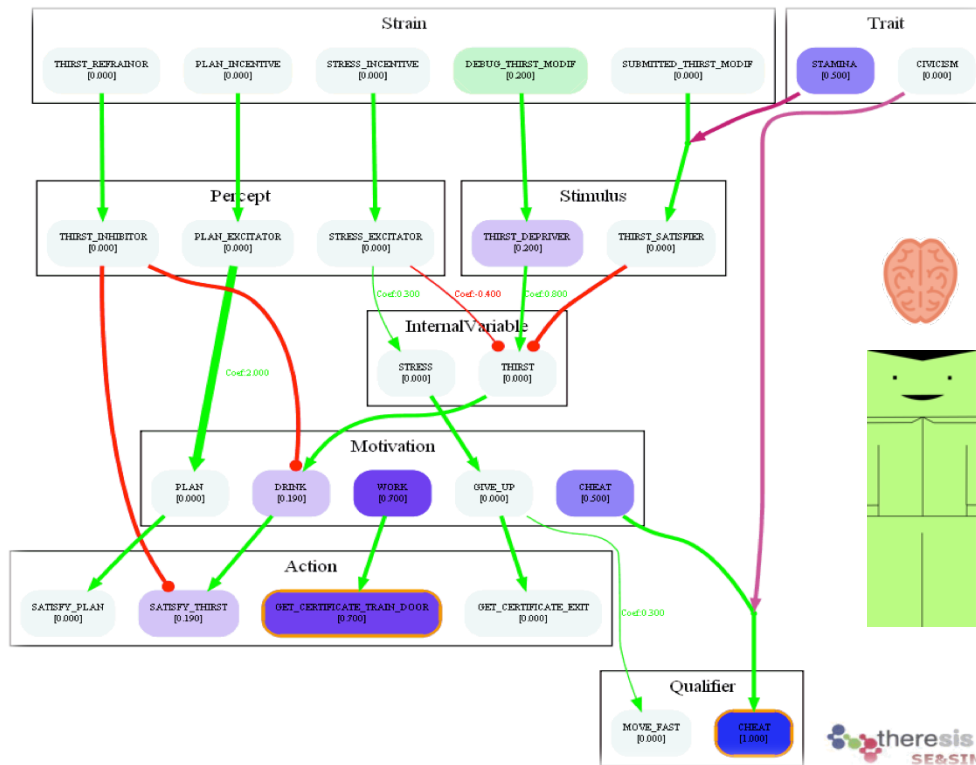 Strain
Trait
THIRST_REFRAINOR
[0.000]
PLAN_INCENTIVE
[0.000]
STRESS_INCENTIVE
[0.000]
DEBUG_THIRST_MODIF
[0.200]
SUBMITTED_THIRST_MODIF
[0.000]
STAMINA
[0.500]
CIVICISM
[0.000]
Percept
Stimulus
THIRST_INHIBITOR
[0.000]
PLAN_EXCITATOR
[0.000]
STRESS_EXCITATOR
[0.000]
THIRST_DEPRIVER
[0.200]
THIRST_SATISFIER
[0.000]
Coef:0.300
Coef:-0.400
Coef:0.800
InternalVariable
STRESS
[0.000]
THIRST
[0.000]
Coef:2.000
Motivation
PLAN
[0.000]
DRINK
[0.190]
WORK
[0.700]
GIVE_UP
[0.000]
CHEAT
[0.500]
Action
SATISFY_PLAN
[0.000]
SATISFY_THIRST
[0.190]
GET_CERTIFICATE_TRAIN_DOOR
[0.700]
GET_CERTIFICATE_EXIT
[0.000]
Coef:0.300
Qualifier
MOVE_FAST
[0.000]
CHEAT
[1.000]
theresis
SE&SIM